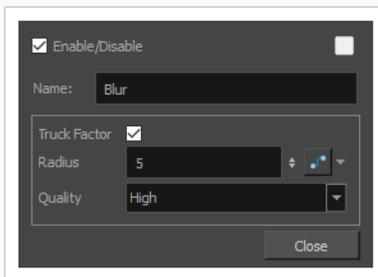 Enable/Disable
Name: Blur
Truck Factor
Radius 5
Quality High
Close